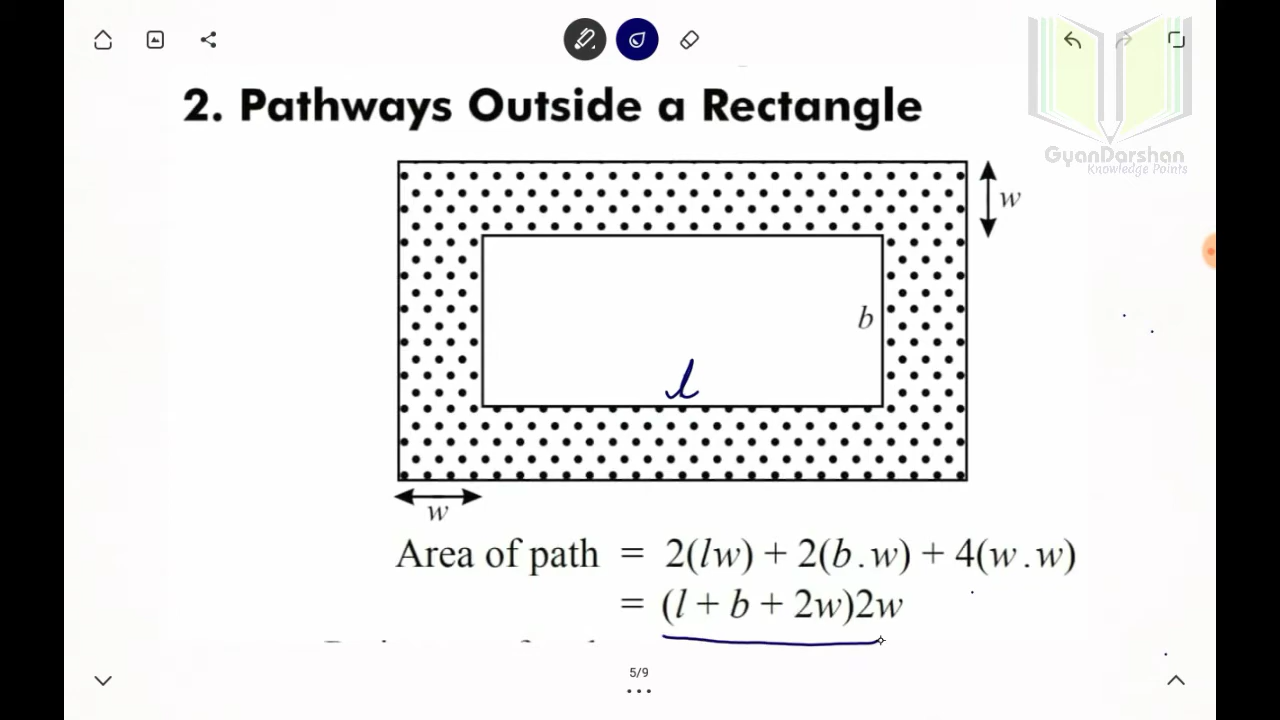 GyanDarshan
Knowledge Points
2. Pathways Outside a Rectangle
w
b
l
w
Area of path = 2(lw) + 2(b.w) + 4(w.w)
= (l + b + 2w)2w
5/9